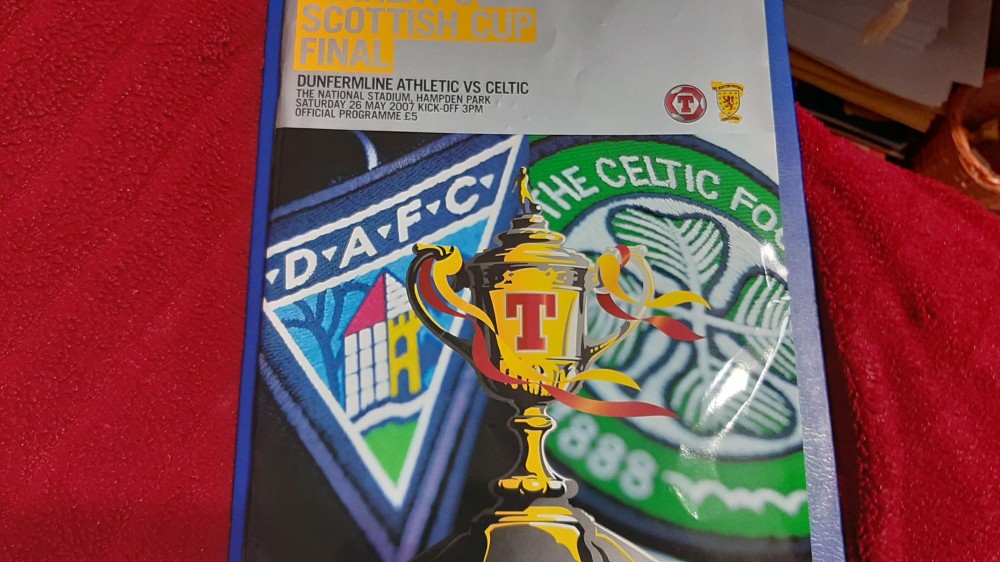 SCOTTISH CUP
FINAL
DUNFERMLINE ATHLETIC VS CELTIC
THE NATIONAL STADIUM, HAMPDEN PARK
SATURDAY 26 MAY 2007 KICK-OFF 3PM
OFFICIAL PROGRAMME £5
T
D.A.F.C
THE CELTIC FOO
T
888